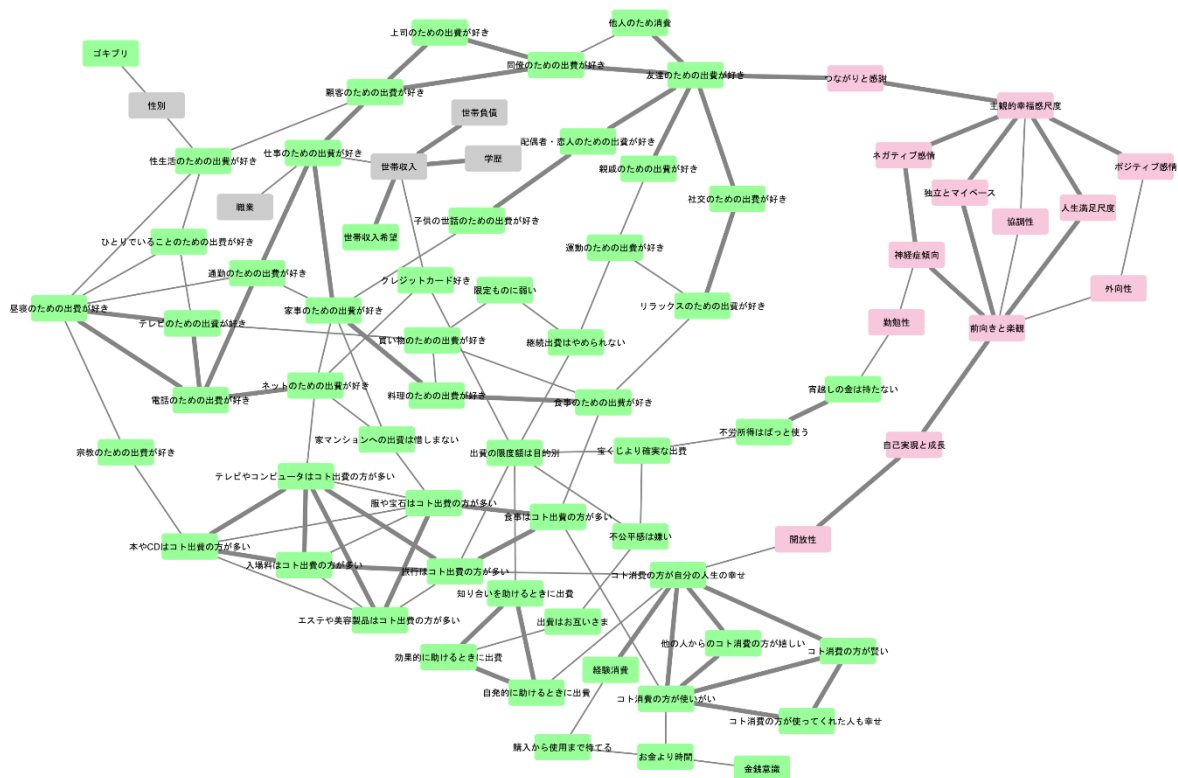 他人のため消費
上司のための出費が好き
ゴキブリ
同僚のための出費が好き
友達のための出費が好き
つながりと感謝
顧客のための出費が好き
性別
主観的幸福感尺度
世帯負債
配偶者・恋人のための出費が好き
仕事のための出費が好き
ネガティブ感情
性生活のための出費が好き
学歴
世帯収入
ポジティブ感情
親戚のための出費が好き
独立とマイペース
社交のための出費が好き
職業
人生満足尺度
子供の世話のための出費が好き
協調性
世帯収入希望
ひとりでいることのための出費が好き
運動のための出費が好き
神経症傾向
通勤のための出費が好き
クレジットカード好き
限定ものに弱い
外向性
昼寝のための出費が好き
家事のための出費が好き
リラックスのための出費が好き
テレビのための出費が好き
勤勉性
前向きと楽観
買い物のための出費が好き
継続出費はやめられない
ネットのための出費が好き
宵越しの金は持たない
料理のための出費が好き
電話のための出費が好き
食事のための出費が好き
不労所得はぱっと使う
家マンションへの出費は惜しまない
自己実現と成長
宗教のための出費が好き
出費の限度額は目的別
宝くじより確実な出費
テレビやコンピュータはコト出費の方が多い
服や宝石はコト出費の方が多い
食事はコト出費の方が多い
不公平感は嫌い
開放性
本やCDはコト出費の方が多い
入場料はコト出費の方が多い
旅行はコト出費の方が多い
コト消費の方が自分の人生の幸せ
知り合いを助けるときに出費
エステや美容製品はコト出費の方が多い
出費はお互いさま
他の人からのコト消費の方が嬉しい
コト消費の方が賢い
効果的に助けるときに出費
経験消費
自発的に助けるときに出費
コト消費の方が使いがい
コト消費の方が使ってくれた人も幸せ
購入から使用まで待てる
お金より時間
金銭意識